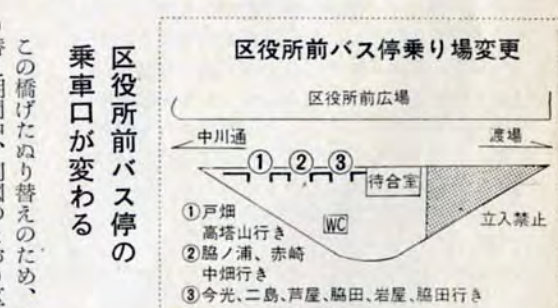 区役所前バス停の
乗車口が変わる
この橋げたぬり替えのため、
区役所前バス停乗り場変更
区役所前広場
中川通
渡場
① ② ③
待合室
WC
立入禁止
①戸畑
高塔山行き
②脇ノ浦、赤崎
中畑行き
③今光、二島、芦屋、脇田、岩屋、脇田行き